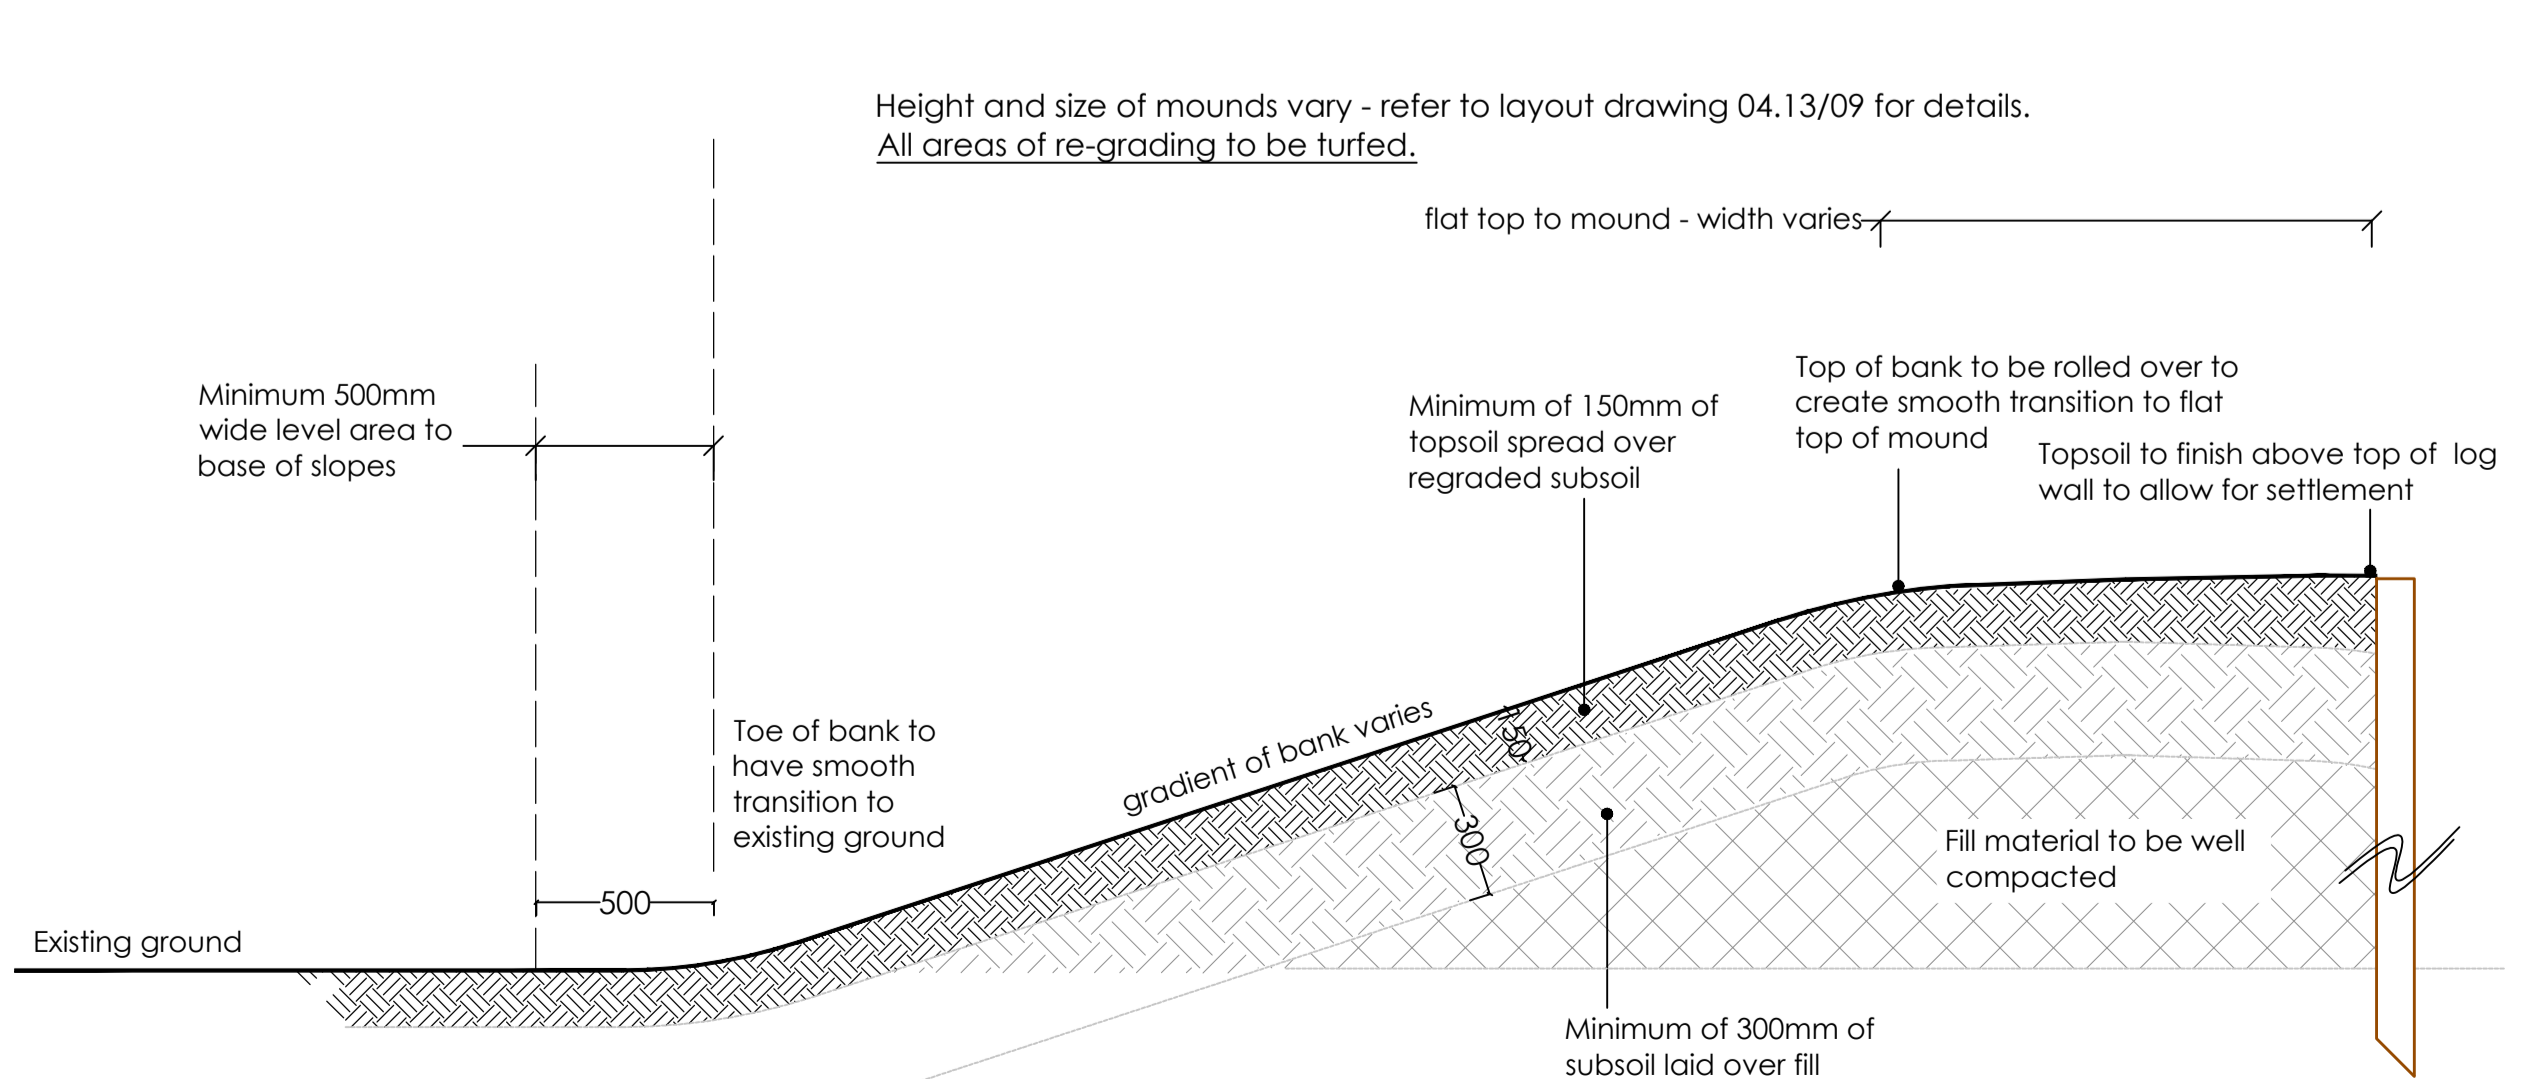 Height and size of mounds vary - refer to layout drawing 04.13/09 for details.
All areas of re-grading to be turfed.
flat top to mound - width varies
Minimum 500mm
wide level area to
base of slopes
Minimum of 150mm of
topsoil spread over
regraded subsoil
Top of bank to be rolled over to
create smooth transition to flat
top of mound
Topsoil to finish above top of log
wall to allow for settlement
Toe of bank to
have smooth
transition to
existing ground
gradient of bank varies
150
300
Fill material to be well
compacted
500
Existing ground
Minimum of 300mm of
subsoil laid over fill